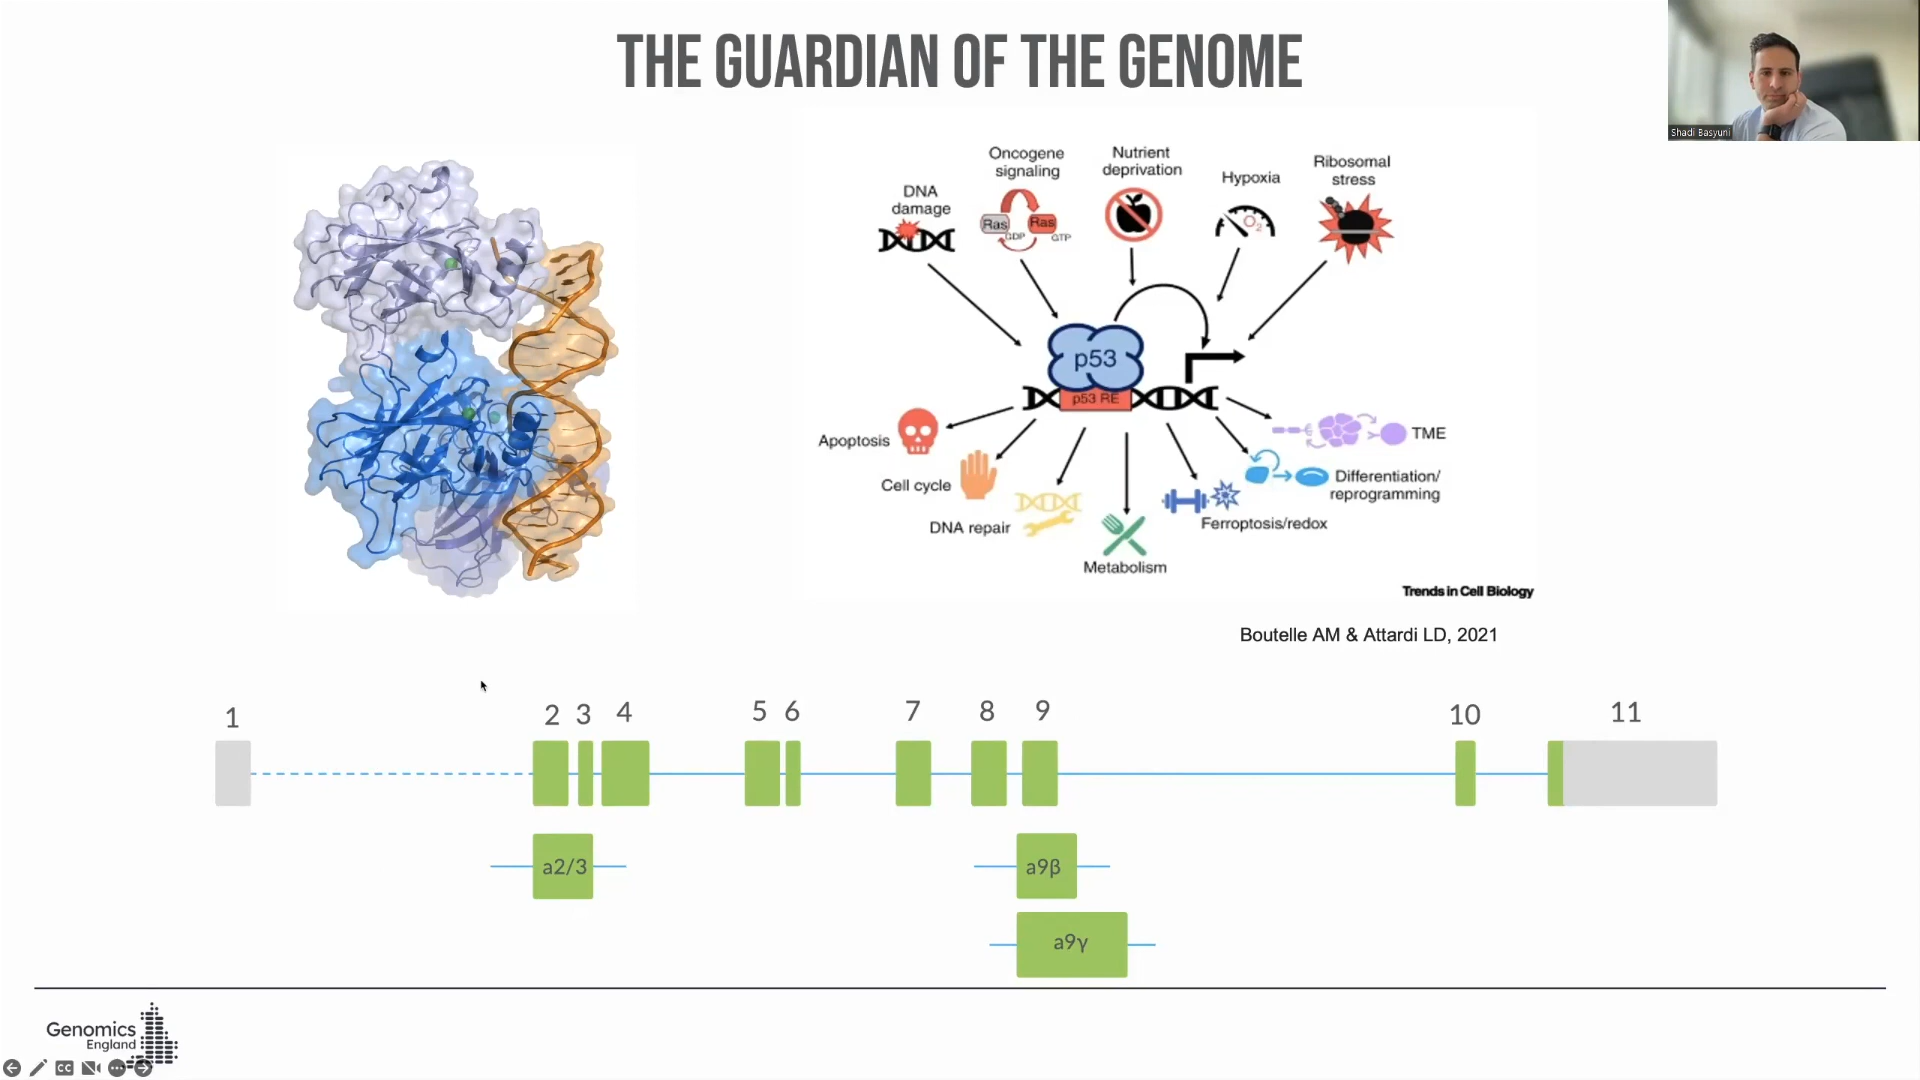 THE GUARDIAN OF THE GENOME
Shadi Basyuni
DNA
damage
Oncogene
signaling
Nutrient
deprivation
Hypoxia
Ribosomal
stress
Ras
Ras
GDP
GTP
O2
p53
p53 RE
Apoptosis
Cell cycle
DNA repair
Metabolism
Ferroptosis/redox
Differentiation/
reprogramming
TME
Trends in Cell Biology
Boutelle AM & Attardi LD, 2021
1
2
3
4
5
6
7
8
9
10
11
a2/3
a9β
a9γ
Genomics
England
CC